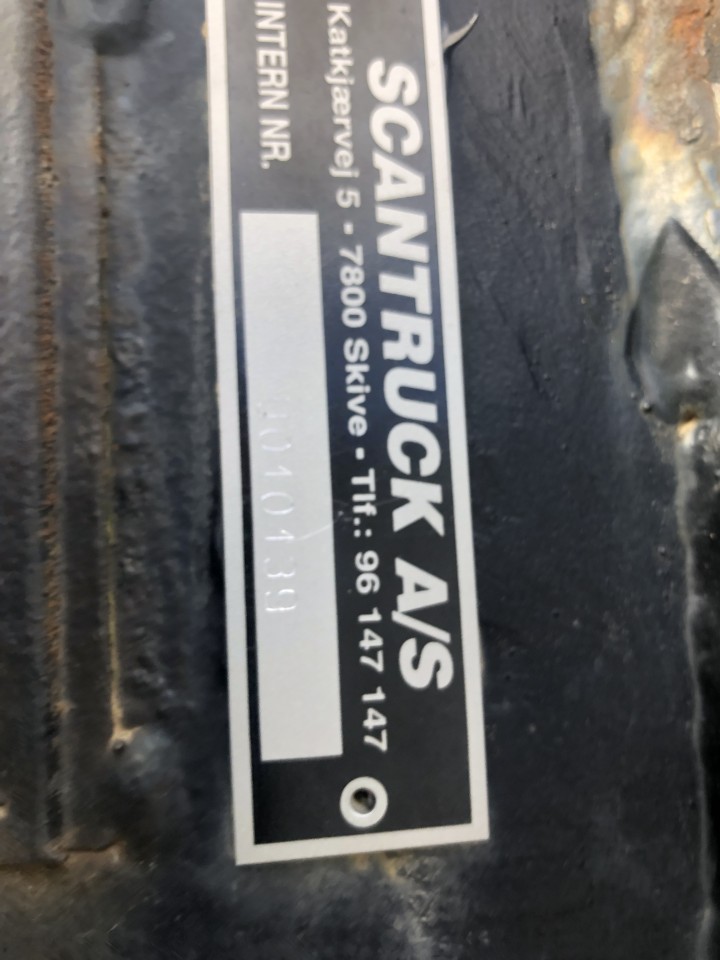 SCANTRUCK A/S
Katkjærvej 5 • 7800 Skive • Tlf.: 96 147 147
INTERN NR.